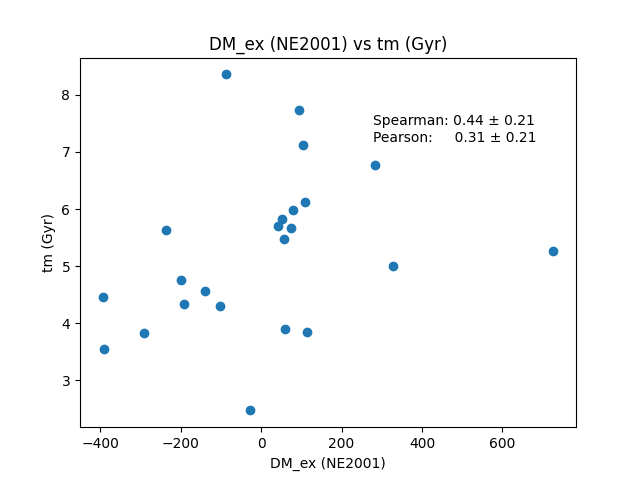 DM_ex (NE2001) vs tm (Gyr)
Spearman: 0.44 ± 0.21
Pearson: 0.31 ± 0.21
8
7
6
5
4
3
tm (Gyr)
−400 −200 0 200 400 600
DM_ex (NE2001)